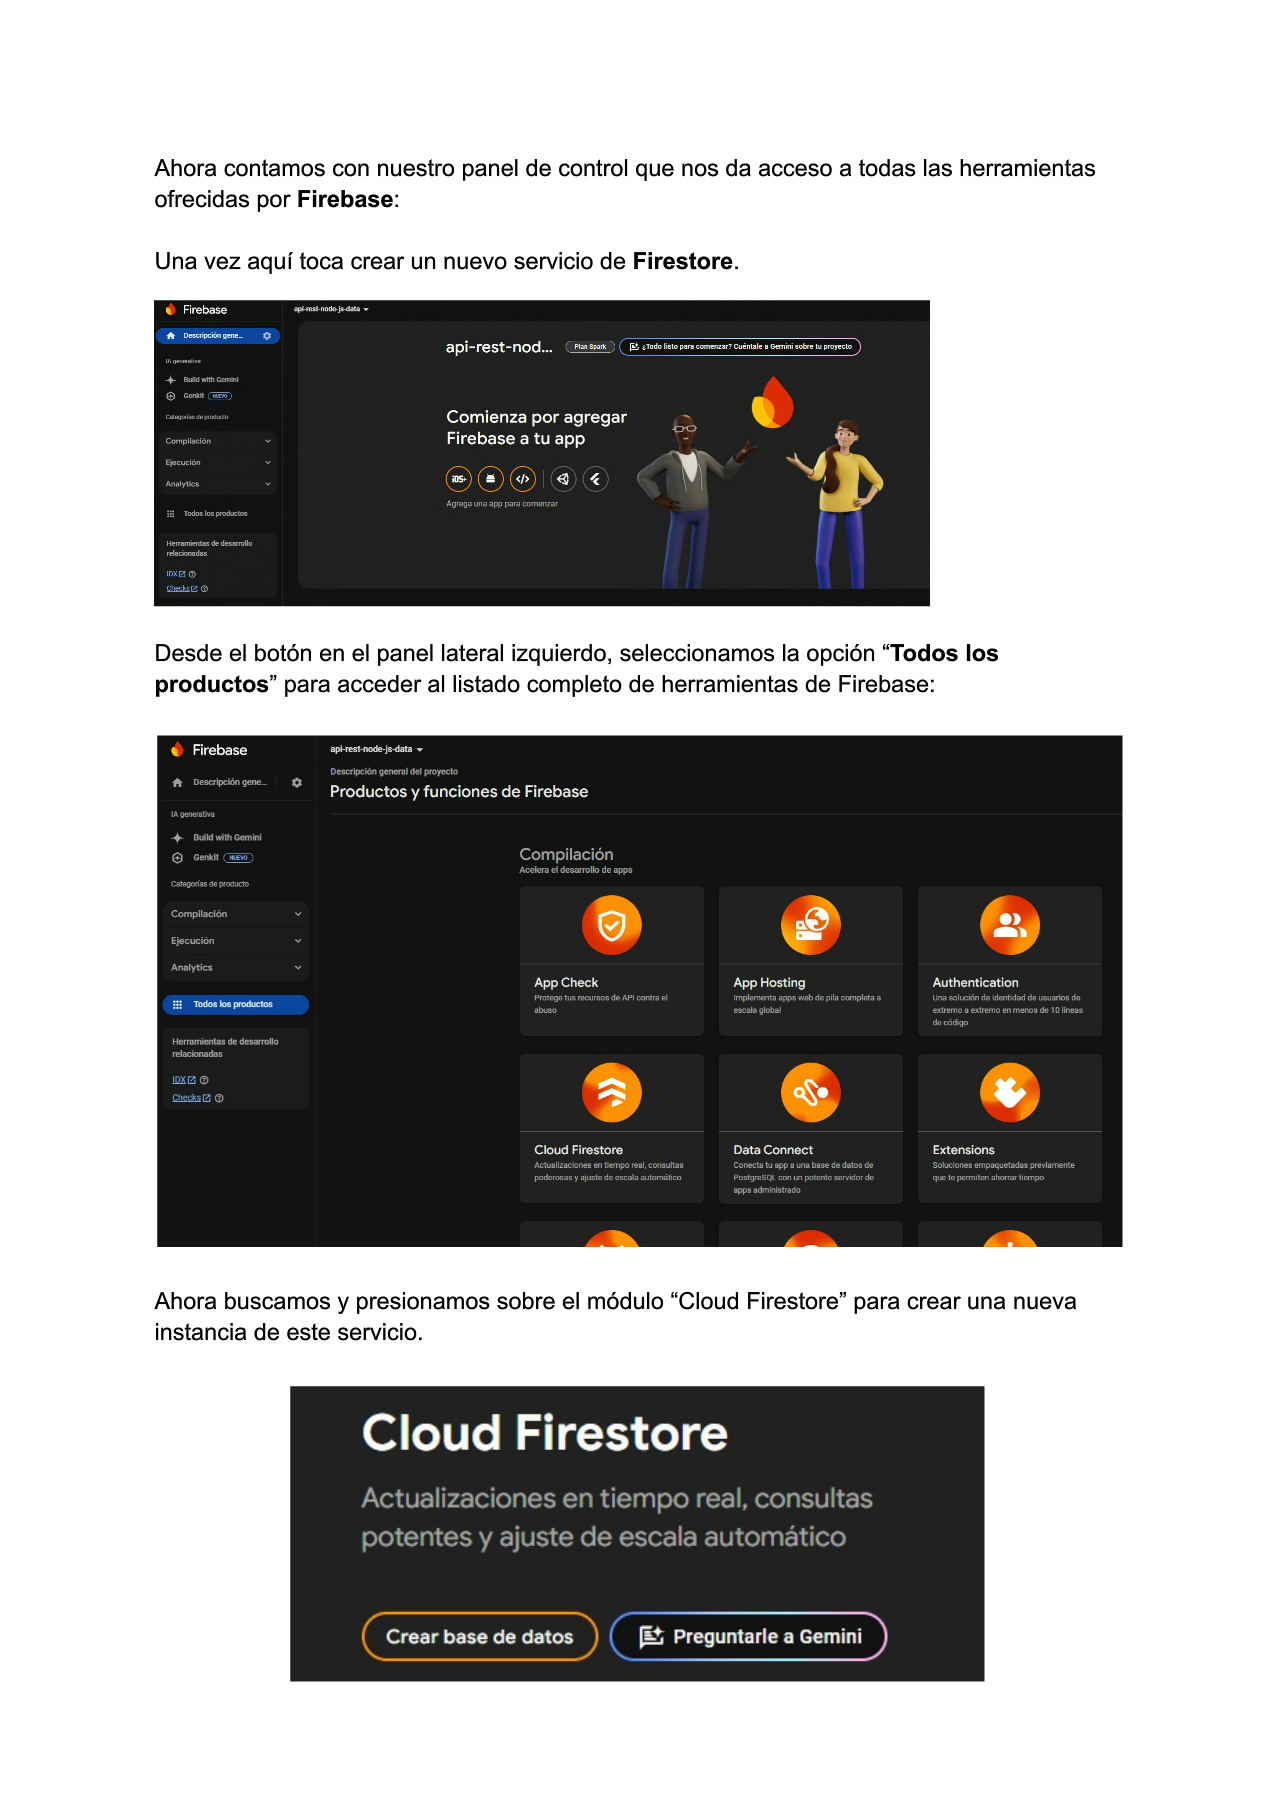 Ahora contamos con nuestro panel de control que nos da acceso a todas las herramientas
ofrecidas por Firebase:
Una vez aquí toca crear un nuevo servicio de Firestore.
Firebase
api-rest-node-js-data
Descripción gene...
IA generativa
Build with Gemini
Genkit NUEVO
Categorías de producto
Compilación
Ejecución
Analytics
Todos los productos
Herramientas de desarrollo
relacionadas
IDX
Checks
api-rest-nod...
Plan Spark
¿Todo listo para comenzar? Cuéntale a Gemini sobre tu proyecto
Comienza por agregar
Firebase a tu app
iOS+
Agrega una app para comenzar
Desde el botón en el panel lateral izquierdo, seleccionamos la opción “Todos los
productos” para acceder al listado completo de herramientas de Firebase:
Firebase
api-rest-node-js-data
Descripción gene...
IA generativa
Build with Gemini
Genkit NUEVO
Categorías de producto
Compilación
Ejecución
Analytics
Todos los productos
Herramientas de desarrollo
relacionadas
IDX
Checks
Descripción general del proyecto
Productos y funciones de Firebase
Compilación
Acelera el desarrollo de apps
App Check
Protege tus recursos de API contra el
abuso
App Hosting
Implementa apps web de pila completa a
escala global
Authentication
Una solución de identidad de usuarios de
extremo a extremo en menos de 10 líneas
de código
Cloud Firestore
Actualizaciones en tiempo real, consultas
poderosas y ajuste de escala automático
Data Connect
Conecta tu app a una base de datos de
PostgreSQL con un potente servidor de
apps administrado
Extensions
Soluciones empaquetadas previamente
que te permiten ahorrar tiempo
Ahora buscamos y presionamos sobre el módulo “Cloud Firestore” para crear una nueva
instancia de este servicio.
Cloud Firestore
Actualizaciones en tiempo real, consultas
potentes y ajuste de escala automático
Crear base de datos
Preguntarle a Gemini